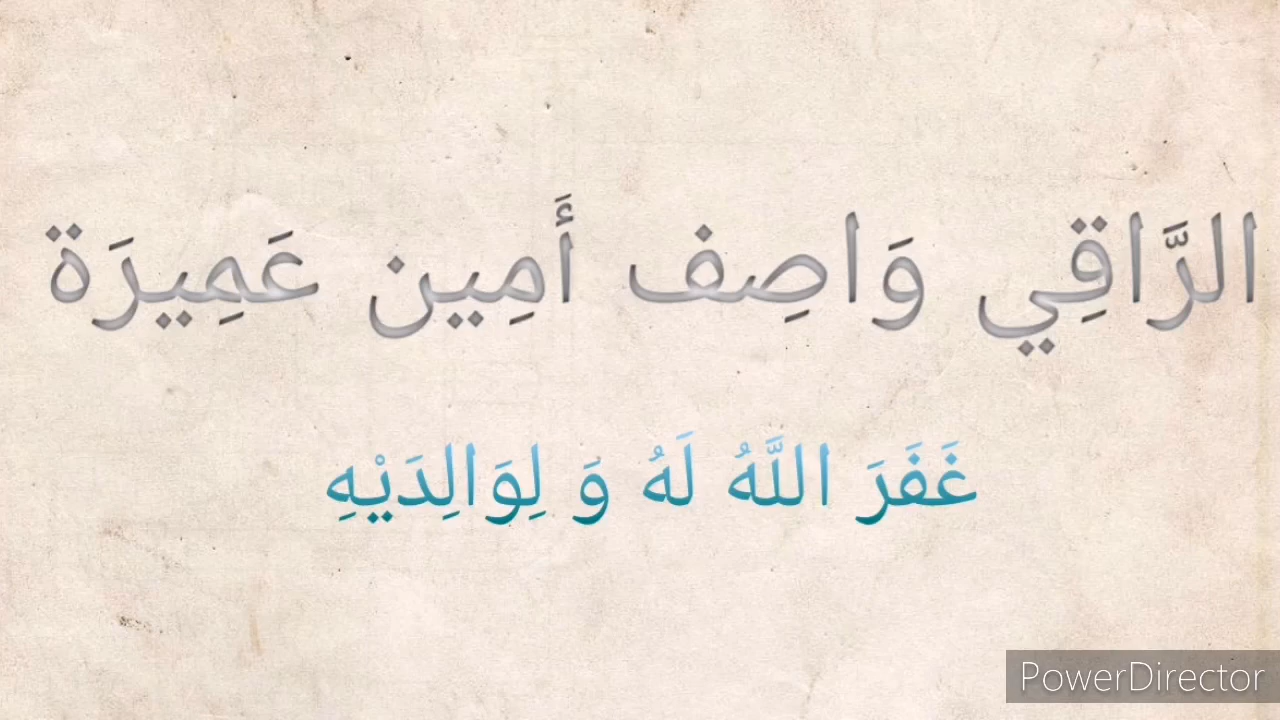 الرَّاقِي وَاصِف أَمِين عَمِيرَة
غَفَرَ اللَّهُ لَهُ وَ لِوَالِدَيْهِ
PowerDirector